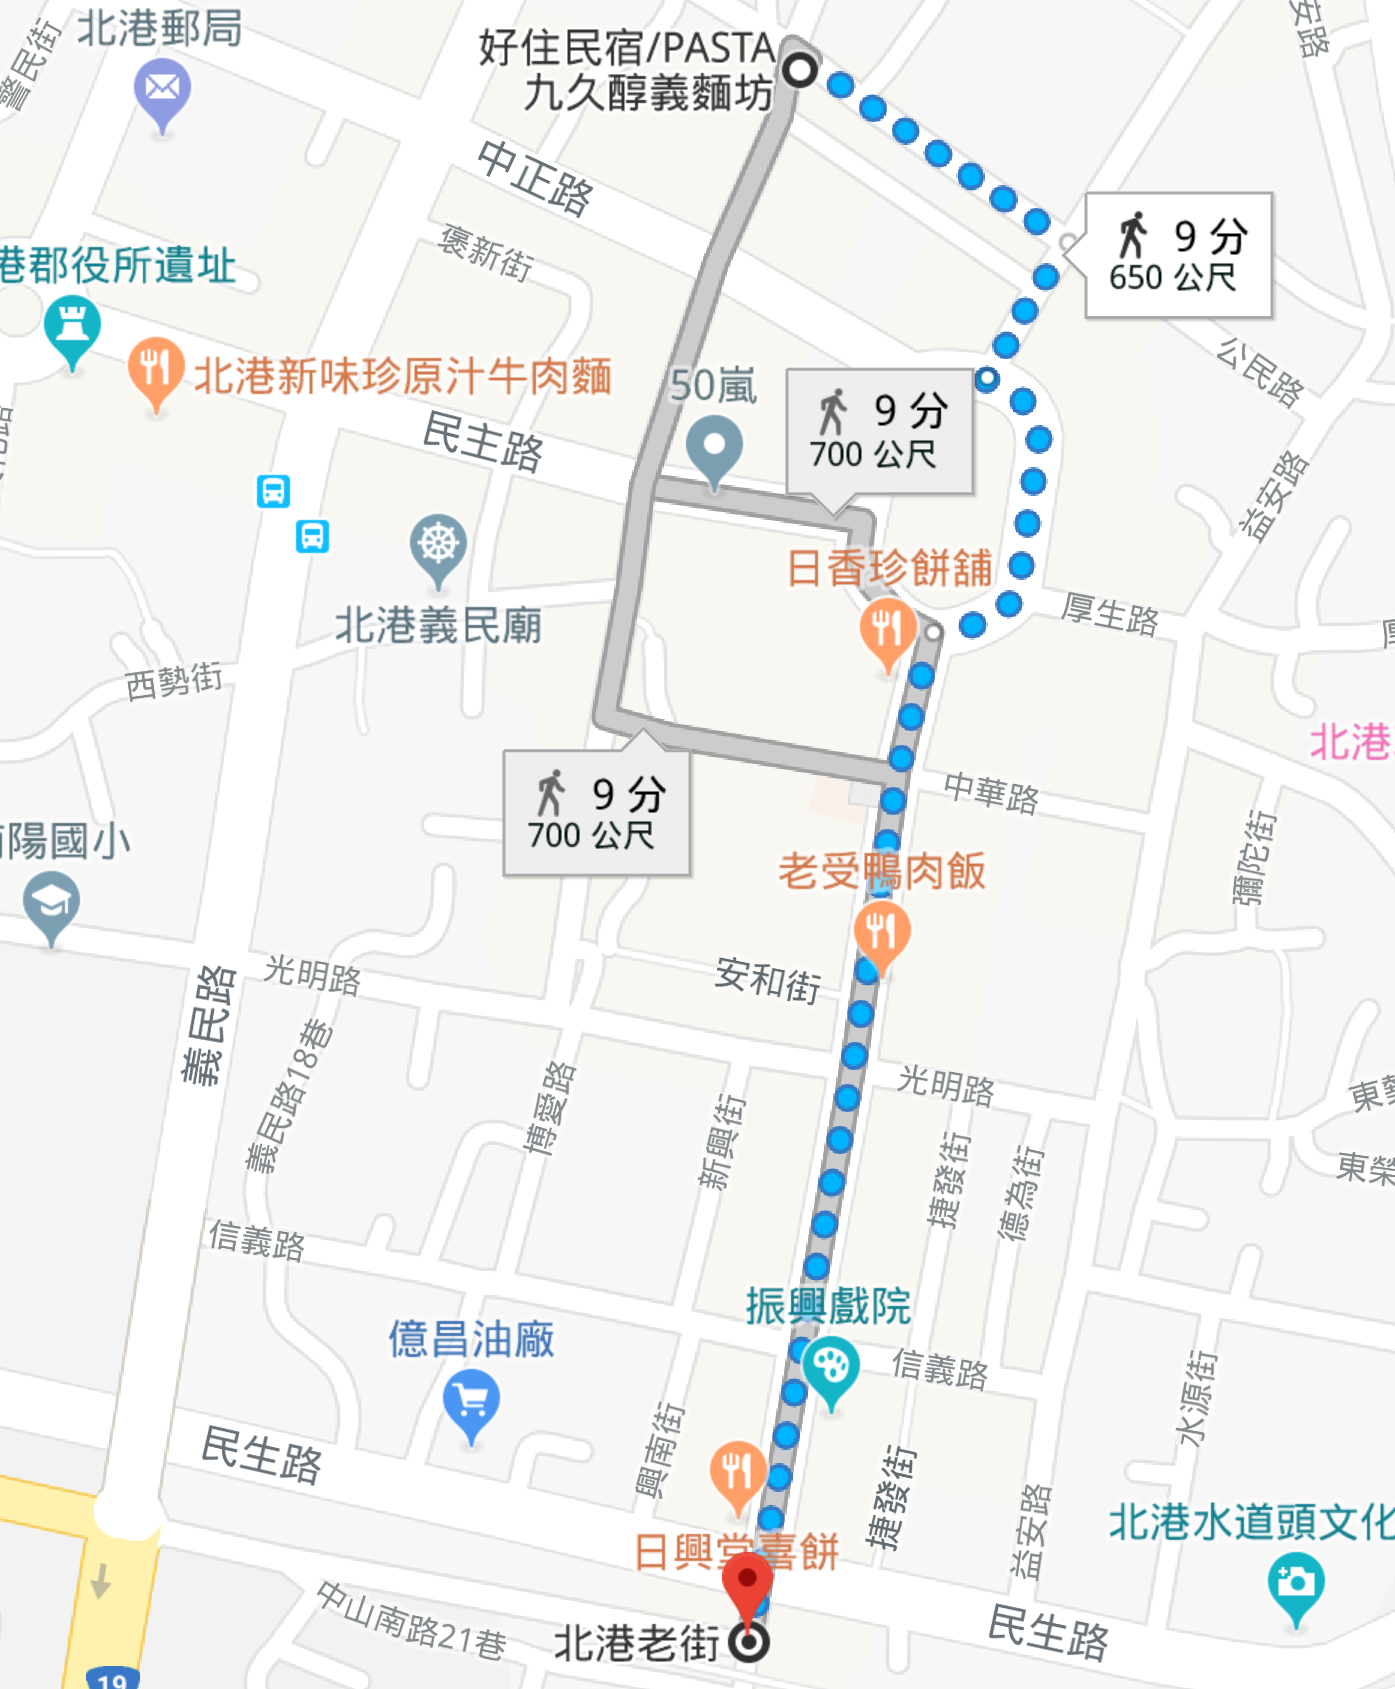 北港郵局
好住民宿/PASTA
九久醇義麵坊
安路
警民街
中正路
褒新街
9 分
650 公尺
港郡役所遺址
公民路
北港新味珍原汁牛肉麵
50嵐
9 分
700 公尺
民主路
益安路
日香珍餅舖
厚生路
北港義民廟
西勢街
北港
9 分
700 公尺
中華路
陽國小
老受鴨肉飯
彌陀街
光明路
安和街
義民路
義民路18巷
博愛路
新興街
光明路
捷發街
德為街
東勢
東榮
信義路
振興戲院
億昌油廠
信義路
水源街
民生路
興南街
捷發街
益安路
北港水道頭文化
日興堂喜餅
中山南路21巷
北港老街
民生路
19